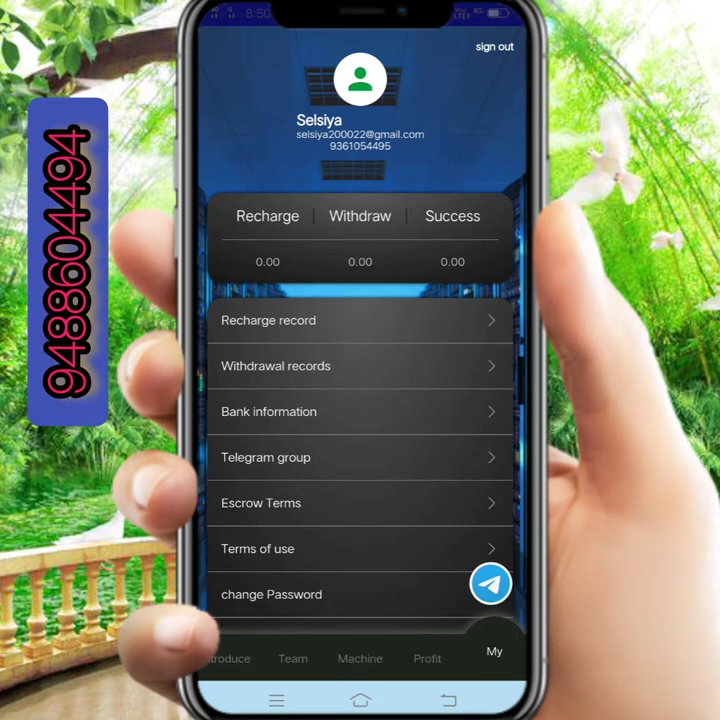 8:50
4G
sign out
Selsiya
selsiya200022@gmail.com
9361054495
Recharge Withdraw Success
0.00 0.00 0.00
Recharge record
Withdrawal records
Bank information
Telegram group
Escrow Terms
Terms of use
change Password
Team Machine Profit My
9488604494